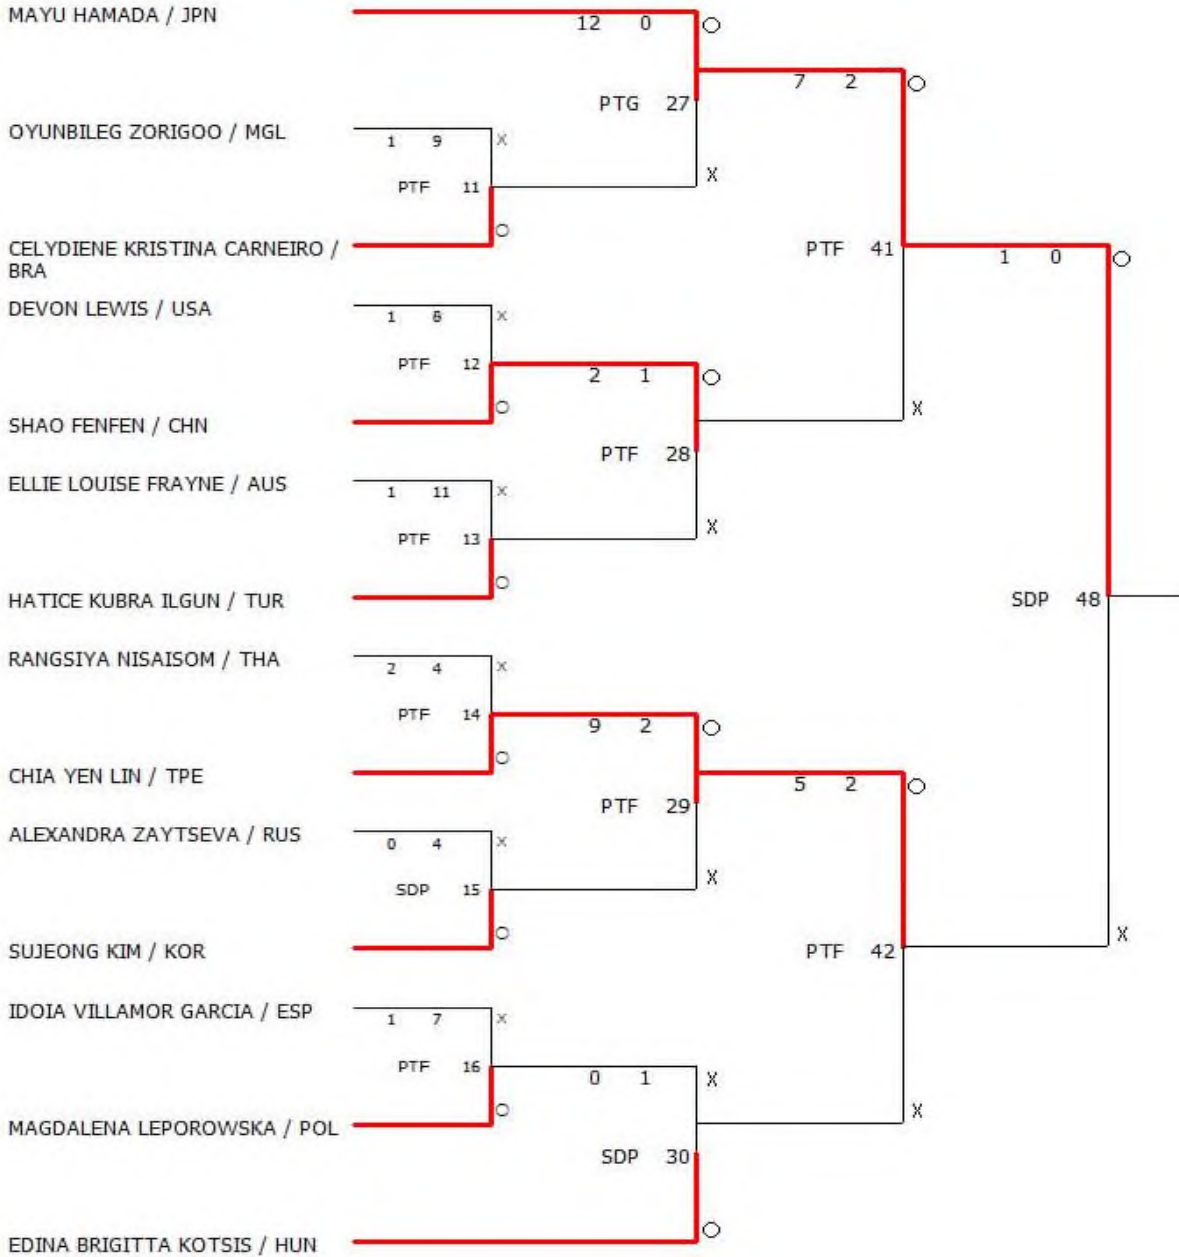 MAYU HAMADA / JPN
12 0 O
7 2 O
PTG 27
OYUNBILEG ZORIGOO / MGL
1 9 X
PTF 11
X
O
CELYDIENE KRISTINA CARNEIRO /
BRA
PTF 41
1 0 O
DEVON LEWIS / USA
1 8 X
PTF 12
2 1 O
O
X
SHAO FENFEN / CHN
PTF 28
ELLIE LOUISE FRAYNE / AUS
1 11 X
X
PTF 13
O
HATICE KUBRA ILGUN / TUR
SDP 48
RANGSIYA NISAISOM / THA
2 4 X
PTF 14
9 2 O
O
CHIA YEN LIN / TPE
5 2 O
PTF 29
ALEXANDRA ZAYTSEVA / RUS
0 4 X
X
SDP 15
O
X
SUJEONG KIM / KOR
PTF 42
IDOIA VILLAMOR GARCIA / ESP
1 7 X
PTF 16
0 1 X
O
X
MAGDALENA LEPOROWSKA / POL
SDP 30
O
EDINA BRIGITTA KOTSIS / HUN